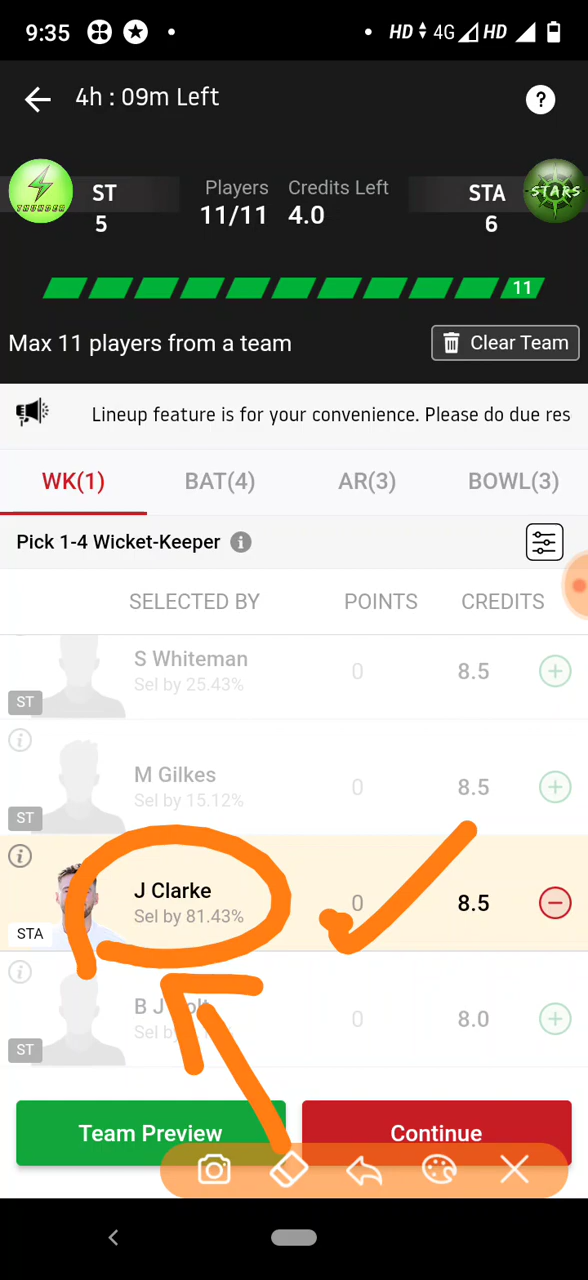 9:35 HD 4G HD
4h : 09m Left ?
THUNDER ST Players Credits Left STA STARS
5 11/11 4.0 6
11
Max 11 players from a team Clear Team
Lineup feature is for your convenience. Please do due res
WK(1) BAT(4) AR(3) BOWL(3)
Pick 1-4 Wicket-Keeper i
SELECTED BY POINTS CREDITS
S Whiteman 0 8.5
Sel by 25.43%
ST
i
M Gilkes 0 8.5
Sel by 15.12%
ST
i
J Clarke 0 8.5
Sel by 81.43%
STA
i
B J 0 8.0
Sel by
ST
Team Preview Continue